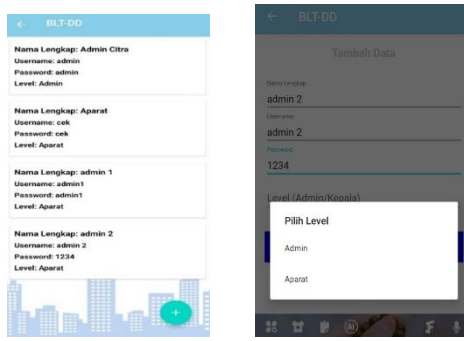 BLT-DD
Nama Lengkap: Admin Citra
Username: admin
Password: admin
Level: Admin
Nama Lengkap: Aparat
Username: cek
Password: cek
Level: Aparat
Nama Lengkap: admin 1
Username: admin1
Password: admin1
Level: Aparat
Nama Lengkap: admin 2
Username: admin 2
Password: 1234
Level: Aparat
BLT-DD
Tambah Data
Nama Lengkap
admin 2
Username
admin 2
Password
1234
Level (Admin/Kepala)
Pilih Level
Admin
Aparat